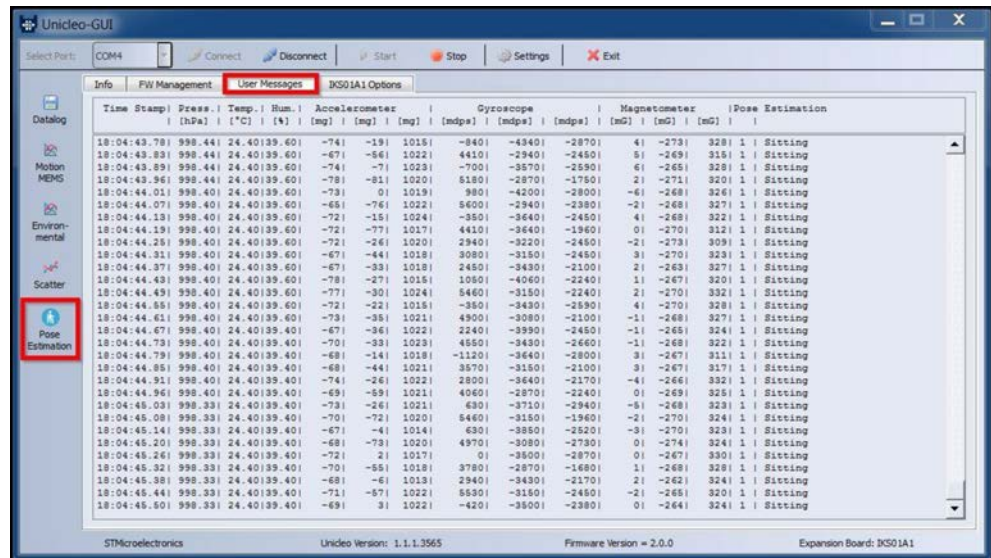 Unicleo-GUI
Select Port: COM4 Connect Disconnect Start Stop Settings Exit
Info FW Management User Messages IKS01A1 Options
Time Stamp| Press.| Temp.| Hum.| Accelerometer | Gyroscope | Magnetometer |Pose Estimation
| [hPa] | [°C] | [%] | [mg] | [mg] | [mg] | [mdps] | [mdps] | [mdps] | [mG] | [mG] | [mG] | |
18:04:43.78| 998.44| 24.40|39.60| -74| -19| 1015| -840| -4340| -2870| 4| -273| 328| 1 | Sitting
18:04:43.83| 998.44| 24.40|39.60| -67| -56| 1022| 4410| -2940| -2450| 5| -269| 315| 1 | Sitting
18:04:43.89| 998.44| 24.40|39.60| -74| -7| 1023| -700| -3570| -2590| 6| -265| 328| 1 | Sitting
18:04:43.96| 998.44| 24.40|39.60| -78| -81| 1020| 5180| -2870| -1750| 2| -271| 320| 1 | Sitting
18:04:44.01| 998.40| 24.40|39.60| -73| 0| 1019| 980| -4200| -2800| -6| -268| 326| 1 | Sitting
18:04:44.07| 998.40| 24.40|39.60| -65| -76| 1022| 5600| -2940| -2380| -2| -268| 327| 1 | Sitting
18:04:44.13| 998.40| 24.40|39.60| -72| -15| 1024| -350| -3640| -2450| 4| -268| 322| 1 | Sitting
18:04:44.19| 998.40| 24.40|39.60| -72| -77| 1017| 4410| -3640| -1960| 0| -270| 312| 1 | Sitting
18:04:44.25| 998.40| 24.40|39.60| -72| -26| 1020| 2940| -3220| -2450| -2| -273| 309| 1 | Sitting
18:04:44.31| 998.40| 24.40|39.60| -67| -44| 1018| 3080| -3150| -2450| 3| -270| 323| 1 | Sitting
18:04:44.37| 998.40| 24.40|39.60| -67| -33| 1018| 2450| -3430| -2100| 2| -263| 327| 1 | Sitting
18:04:44.43| 998.40| 24.40|39.60| -78| -27| 1015| 1050| -4060| -2240| 1| -267| 320| 1 | Sitting
18:04:44.49| 998.40| 24.40|39.60| -77| -30| 1024| 5460| -3150| -2240| 2| -270| 332| 1 | Sitting
18:04:44.55| 998.40| 24.40|39.60| -72| -22| 1015| -350| -3430| -2590| 4| -270| 328| 1 | Sitting
18:04:44.61| 998.40| 24.40|39.60| -73| -35| 1021| 4900| -3080| -2100| -1| -268| 327| 1 | Sitting
18:04:44.67| 998.40| 24.40|39.60| -67| -36| 1022| 2240| -3990| -2450| -1| -265| 324| 1 | Sitting
18:04:44.73| 998.40| 24.40|39.40| -70| -33| 1023| 4550| -3430| -2660| -1| -268| 322| 1 | Sitting
18:04:44.79| 998.40| 24.40|39.40| -68| -14| 1018| -1120| -3640| -2800| 3| -267| 311| 1 | Sitting
18:04:44.85| 998.40| 24.40|39.40| -68| -44| 1021| 3570| -3150| -2100| 3| -267| 317| 1 | Sitting
18:04:44.91| 998.40| 24.40|39.40| -74| -26| 1022| 2800| -3640| -2170| -4| -266| 332| 1 | Sitting
18:04:44.96| 998.40| 24.40|39.40| -69| -59| 1021| 4060| -2870| -2240| 0| -269| 325| 1 | Sitting
18:04:45.03| 998.33| 24.40|39.40| -73| -26| 1021| 630| -3710| -2940| -5| -268| 323| 1 | Sitting
18:04:45.08| 998.33| 24.40|39.40| -70| -72| 1020| 5460| -3150| -1960| -2| -270| 324| 1 | Sitting
18:04:45.14| 998.33| 24.40|39.40| -67| -4| 1014| 630| -3850| -2520| -3| -270| 323| 1 | Sitting
18:04:45.20| 998.33| 24.40|39.40| -68| -73| 1020| 4970| -3080| -2730| 0| -274| 324| 1 | Sitting
18:04:45.26| 998.33| 24.40|39.40| -72| 2| 1017| 0| -3500| -2870| 0| -267| 330| 1 | Sitting
18:04:45.32| 998.33| 24.40|39.40| -70| -55| 1018| 3780| -2870| -1680| 1| -268| 328| 1 | Sitting
18:04:45.38| 998.33| 24.40|39.40| -68| -6| 1013| 2940| -3430| -2170| 2| -262| 324| 1 | Sitting
18:04:45.44| 998.33| 24.40|39.40| -71| -57| 1022| 5530| -3150| -2450| -2| -265| 320| 1 | Sitting
18:04:45.50| 998.33| 24.40|39.40| -69| 3| 1022| -420| -3500| -2380| 0| -264| 324| 1 | Sitting
Datalog
Motion
MEMS
Environ-
mental
Scatter
Pose
Estimation
STMicroelectronics Unicleo Version: 1.1.1.3565 Firmware Version = 2.0.0 Expansion Board: IKS01A1